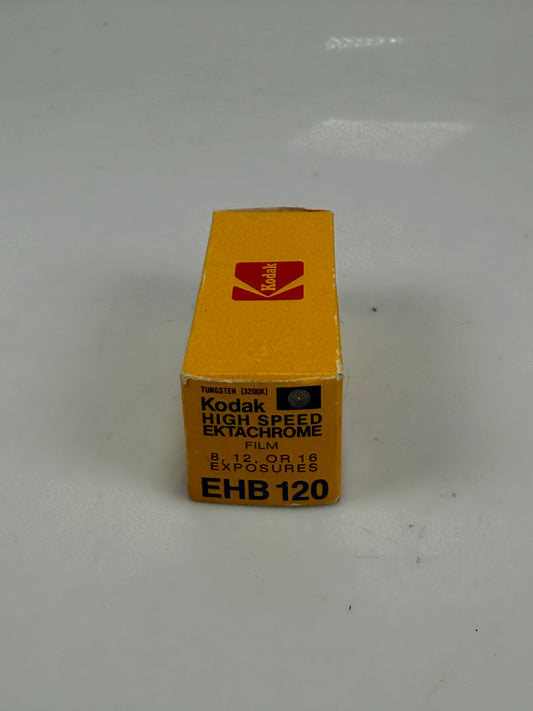 Kodak
TUNGSTEN (3200K)
Kodak
HIGH SPEED
EKTACHROME
FILM
8, 12, OR 16
EXPOSURES
EHB 120